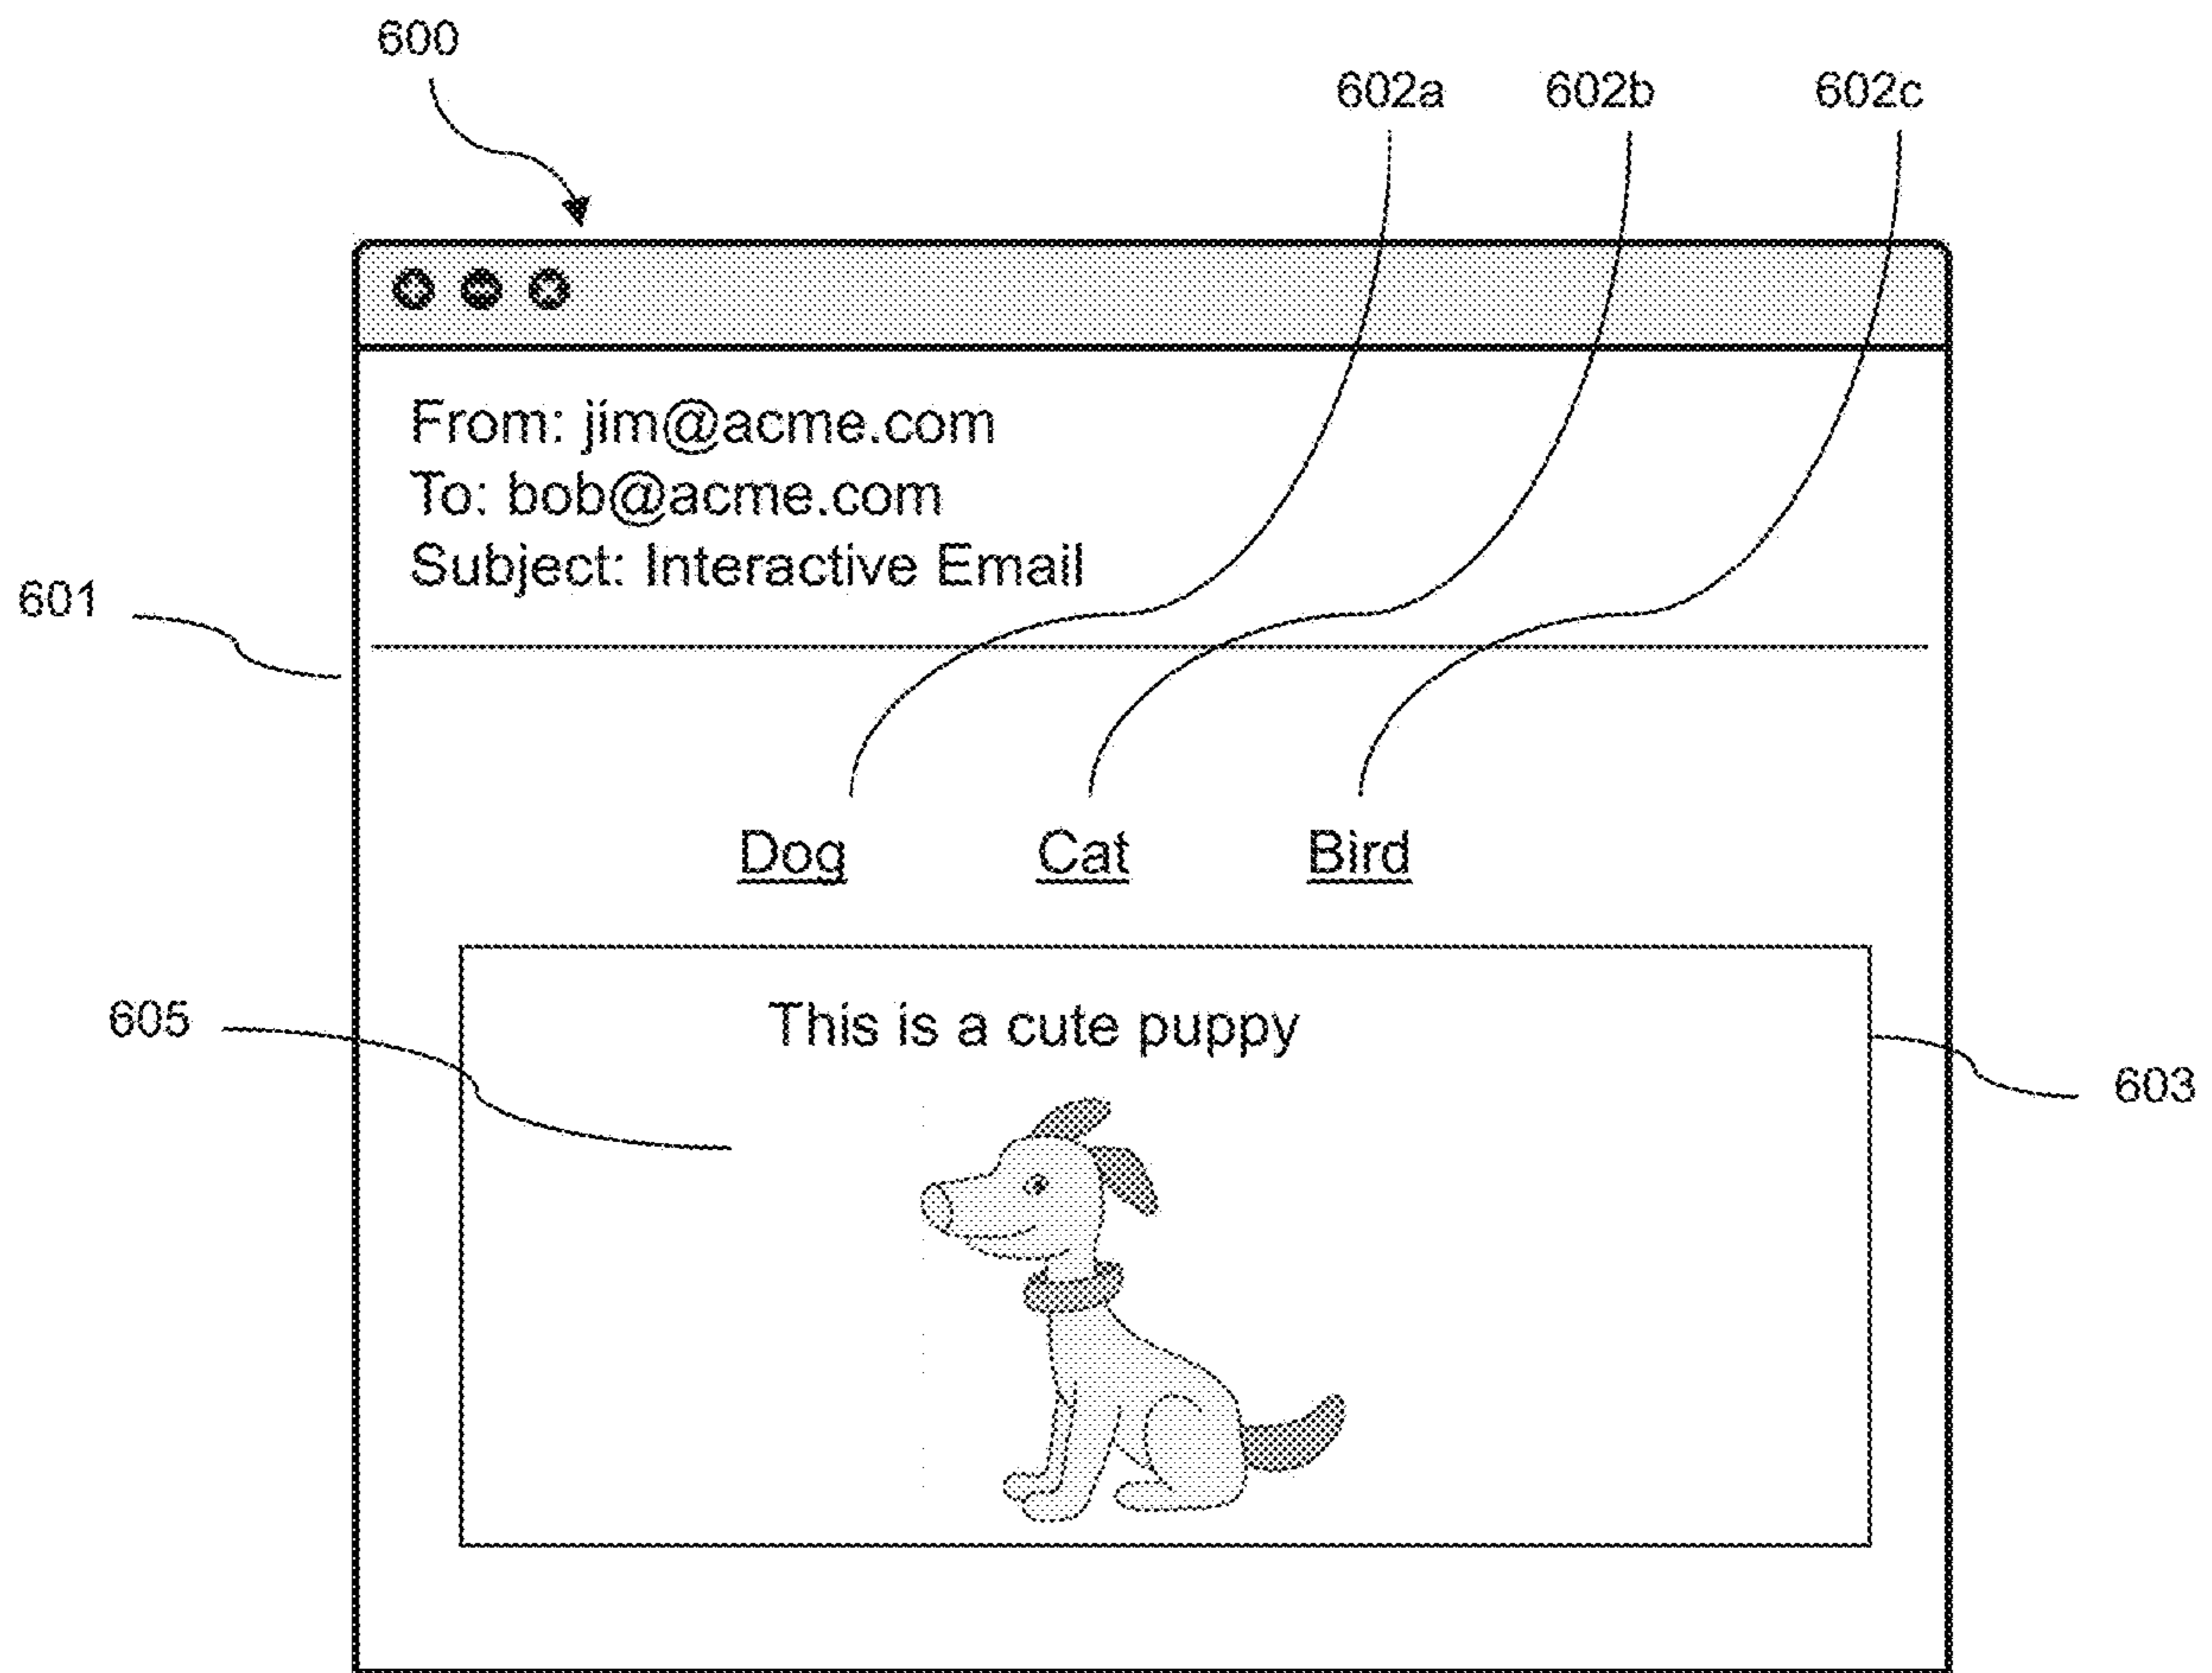 600
602a 602b 602c
From: jim@acme.com
To: bob@acme.com
Subject: Interactive Email
601
Dog Cat Bird
This is a cute puppy
605
603